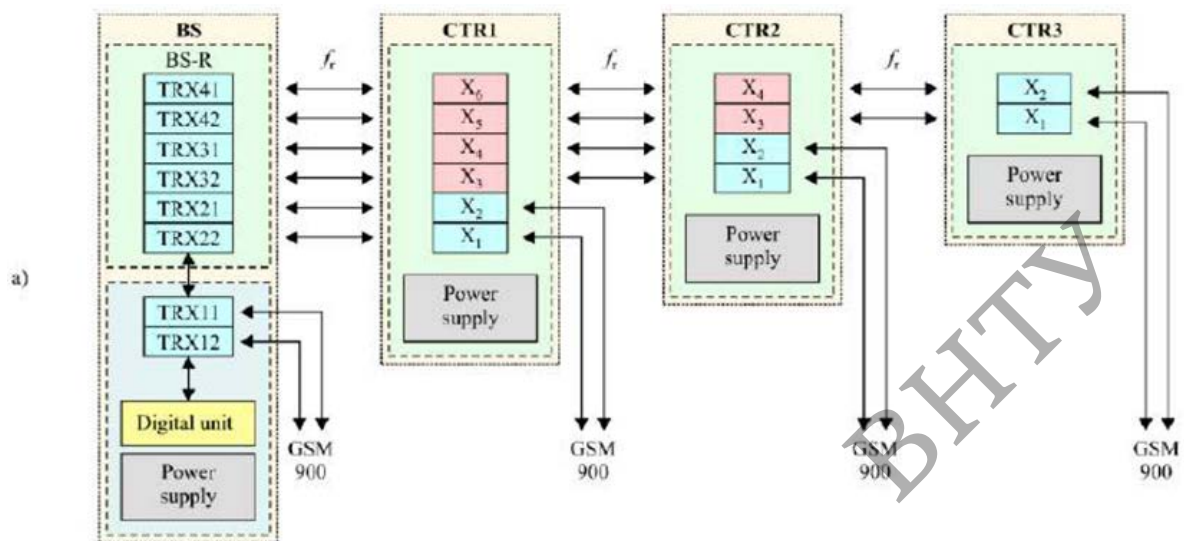 BS
BS-R
TRX41
TRX42
TRX31
TRX32
TRX21
TRX22
TRX11
TRX12
Digital unit
Power
supply
GSM
900
fr
CTR1
X6
X5
X4
X3
X2
X1
Power
supply
GSM
900
fr
CTR2
X4
X3
X2
X1
Power
supply
GSM
900
fr
CTR3
X2
X1
Power
supply
GSM
900
a)
ВНТУ